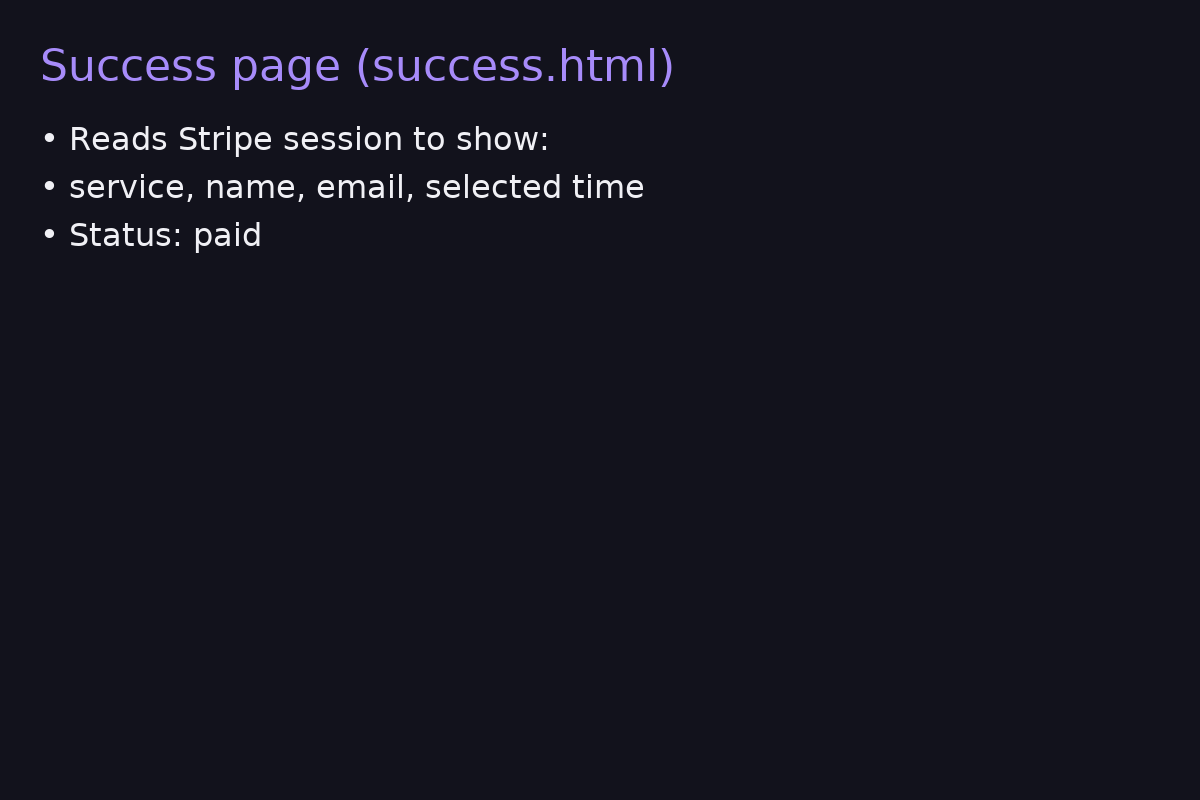 Success page (success.html)
• Reads Stripe session to show:
• service, name, email, selected time
• Status: paid